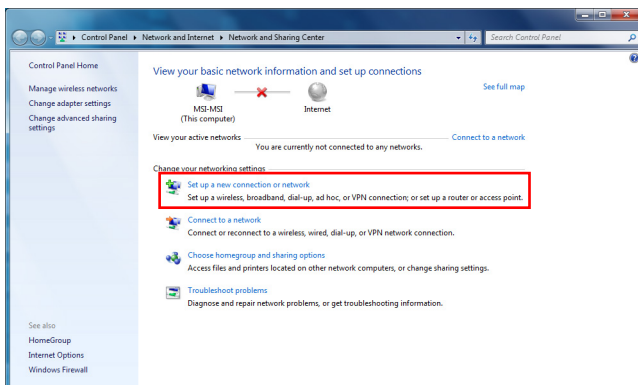 Control Panel ▸ Network and Internet ▸ Network and Sharing Center
Search Control Panel
Control Panel Home
Manage wireless networks
Change adapter settings
Change advanced sharing
settings
See also
HomeGroup
Internet Options
Windows Firewall
View your basic network information and set up connections
See full map
MSI-MSI
(This computer)
Internet
View your active networks
Connect to a network
You are currently not connected to any networks.
Change your networking settings
Set up a new connection or network
Set up a wireless, broadband, dial-up, ad hoc, or VPN connection; or set up a router or access point.
Connect to a network
Connect or reconnect to a wireless, wired, dial-up, or VPN network connection.
Choose homegroup and sharing options
Access files and printers located on other network computers, or change sharing settings.
Troubleshoot problems
Diagnose and repair network problems, or get troubleshooting information.